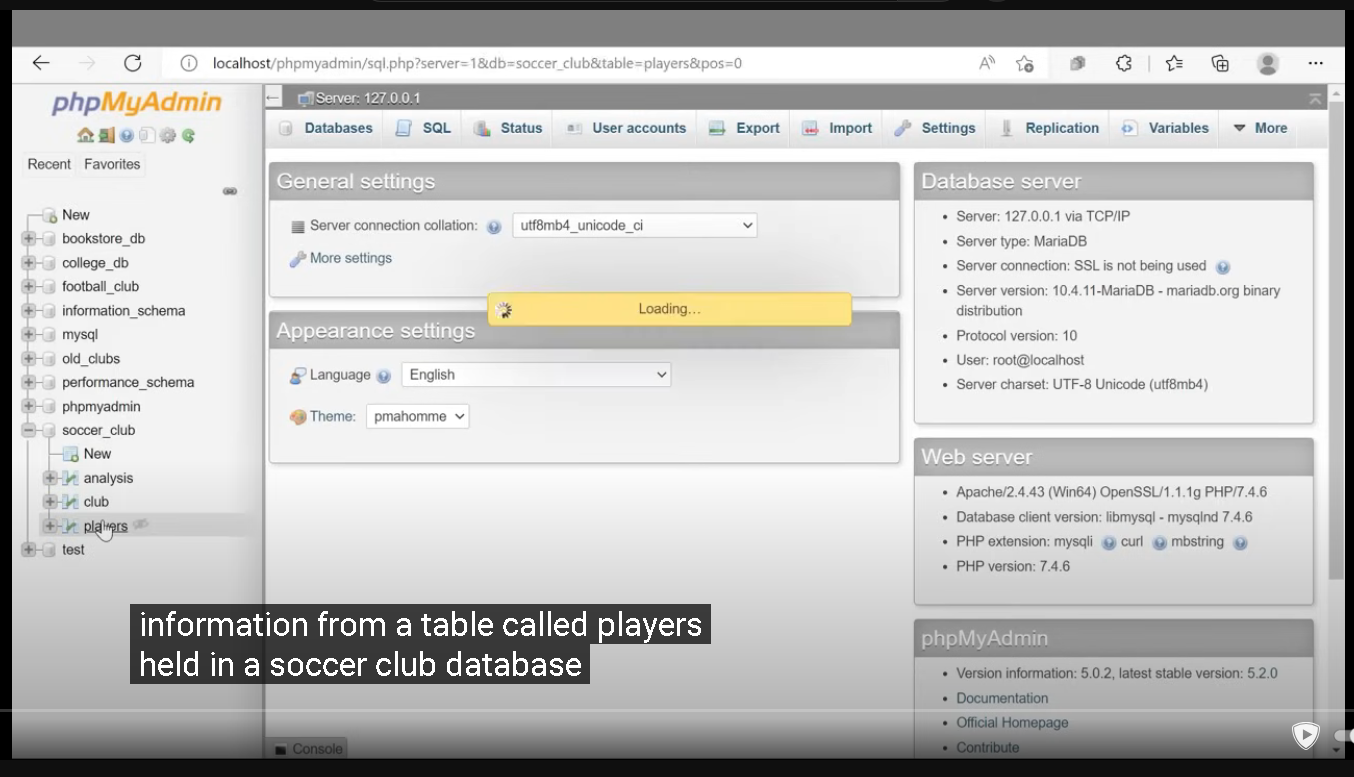 localhost/phpmyadmin/sql.php?server=1&db=soccer_club&table=players&pos=0
phpMyAdmin
Recent Favorites
New
bookstore_db
college_db
football_club
information_schema
mysql
old_clubs
performance_schema
phpmyadmin
soccer_club
New
analysis
club
players
test
Server: 127.0.0.1
Databases SQL Status User accounts Export Import Settings Replication Variables More
General settings
Server connection collation: utf8mb4_unicode_ci
More settings
Loading…
Appearance settings
Language English
Theme: pmahomme
Database server
Server: 127.0.0.1 via TCP/IP
Server type: MariaDB
Server connection: SSL is not being used
Server version: 10.4.11-MariaDB - mariadb.org binary
distribution
Protocol version: 10
User: root@localhost
Server charset: UTF-8 Unicode (utf8mb4)
Web server
Apache/2.4.43 (Win64) OpenSSL/1.1.1g PHP/7.4.6
Database client version: libmysql - mysqlnd 7.4.6
PHP extension: mysqli curl mbstring
PHP version: 7.4.6
phpMyAdmin
Version information: 5.0.2, latest stable version: 5.2.0
Documentation
Official Homepage
Contribute
information from a table called players
held in a soccer club database
Console